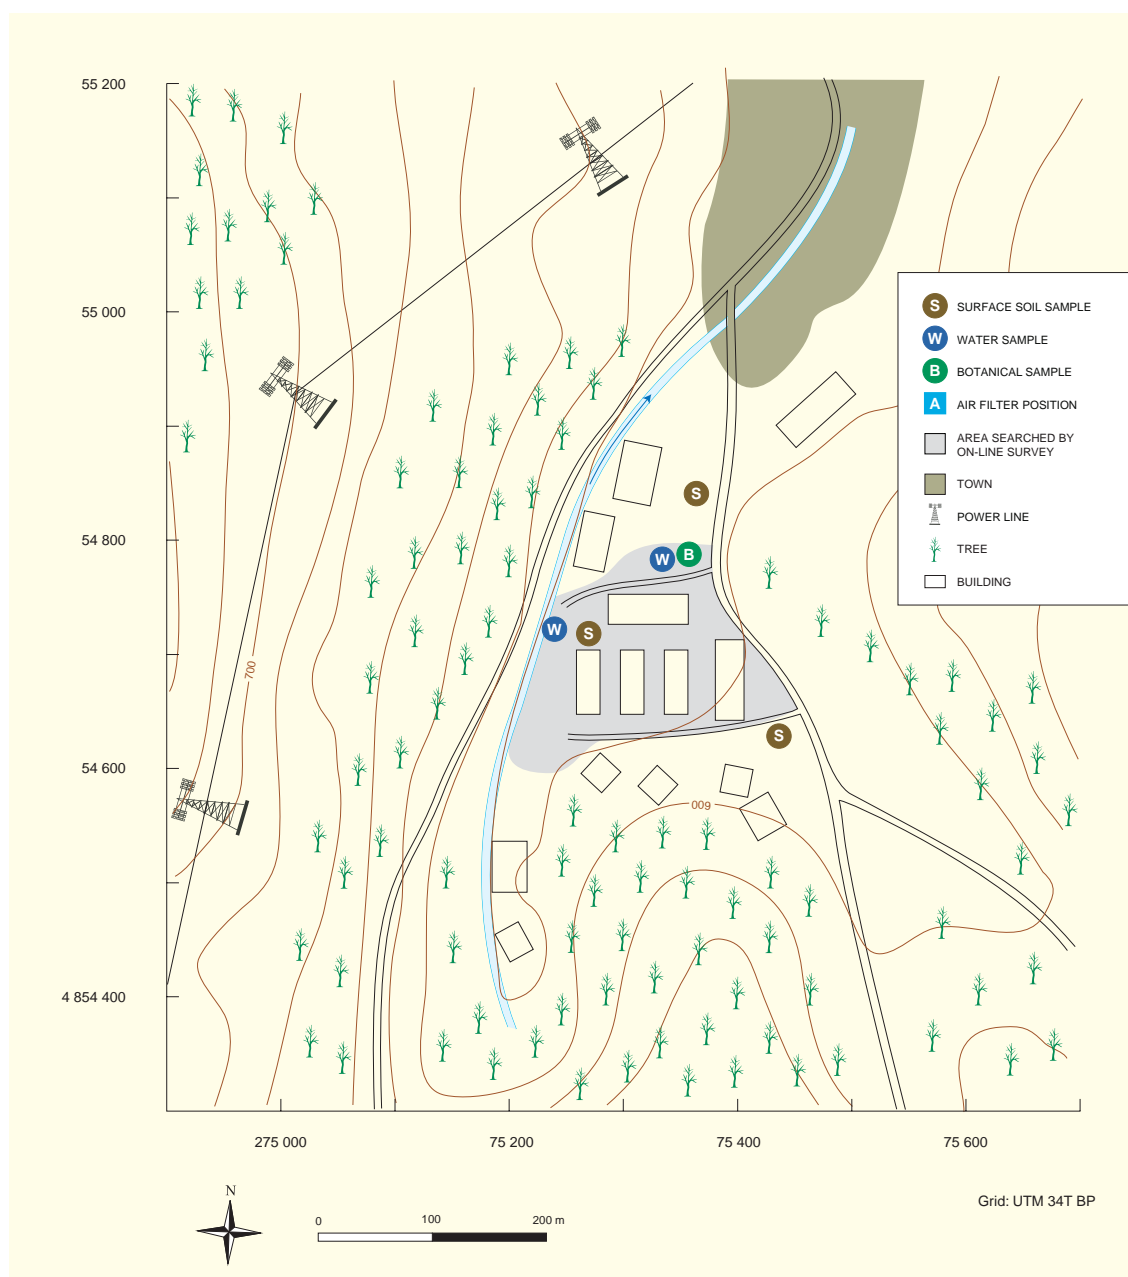 55 200
55 000
54 800
54 600
4 854 400
275 000
75 200
75 400
75 600
700
600
S
W
B
W
S
S
S SURFACE SOIL SAMPLE
W WATER SAMPLE
B BOTANICAL SAMPLE
A AIR FILTER POSITION
AREA SEARCHED BY
ON-LINE SURVEY
TOWN
POWER LINE
TREE
BUILDING
N
0 100 200 m
Grid: UTM 34T BP